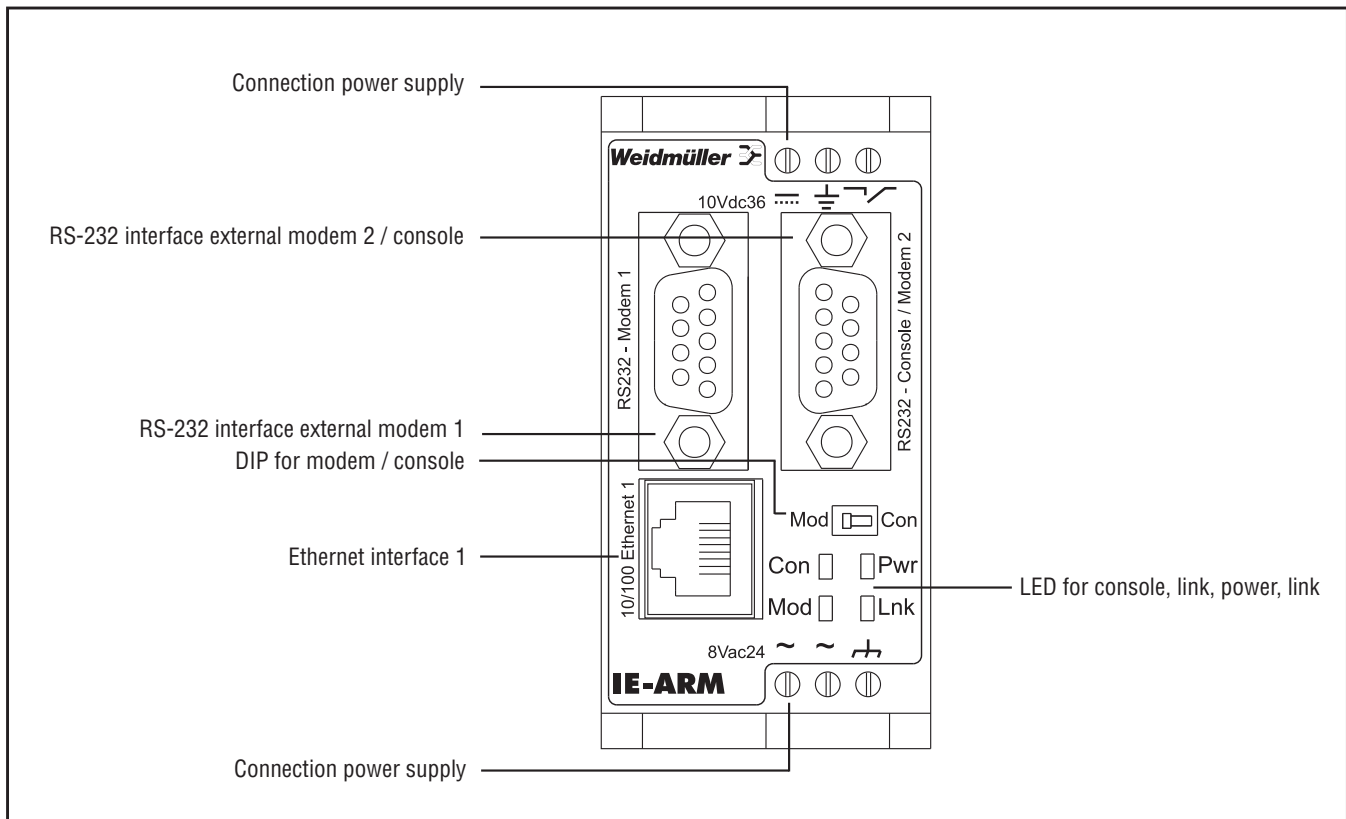 Connection power supply
Weidmüller
10Vdc36
RS-232 interface external modem 2 / console
RS232 - Modem 1
RS232 - Console / Modem 2
RS-232 interface external modem 1
DIP for modem / console
Mod Con
Ethernet interface 1
10/100 Ethernet 1
Con Pwr
LED for console, link, power, link
Mod Lnk
8Vac24 ~ ~
IE-ARM
Connection power supply